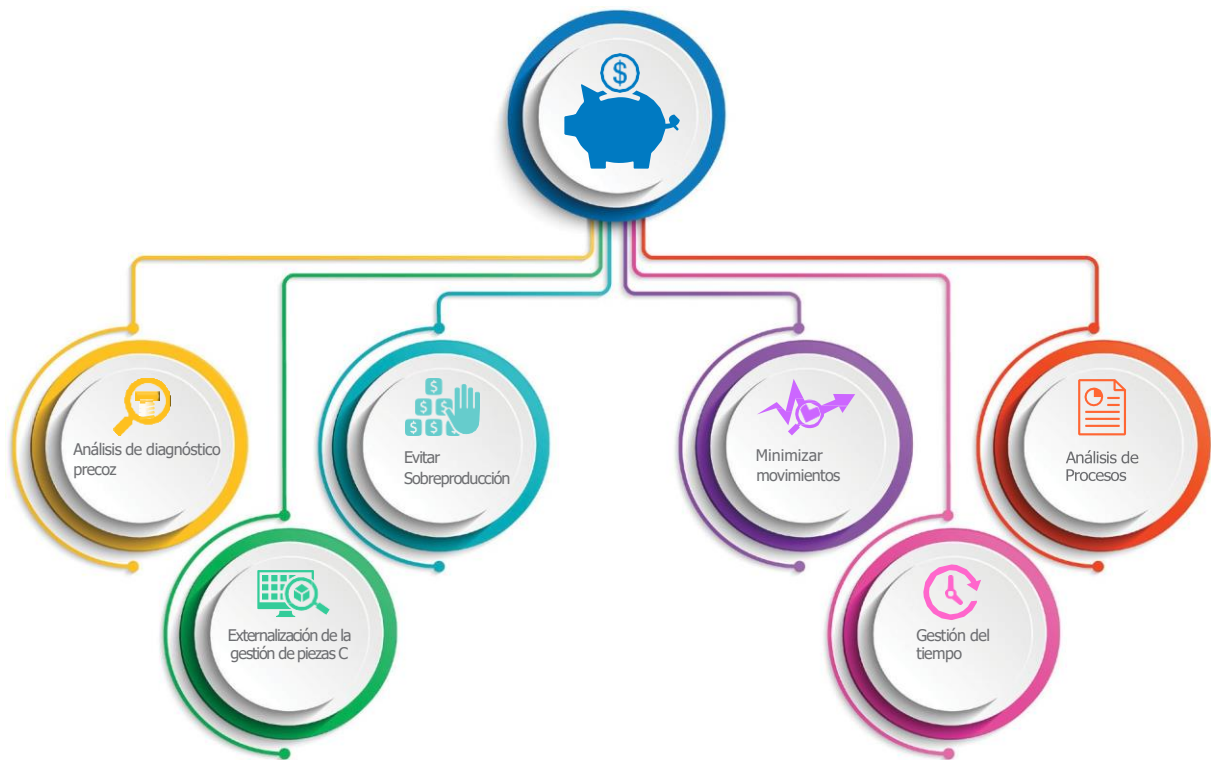 $
$
$ $
$ $ $
Análisis de diagnóstico
precoz
Evitar
Sobreproducción
Minimizar
movimientos
Análisis de
Procesos
Externalización de la
gestión de piezas C
Gestión del
tiempo